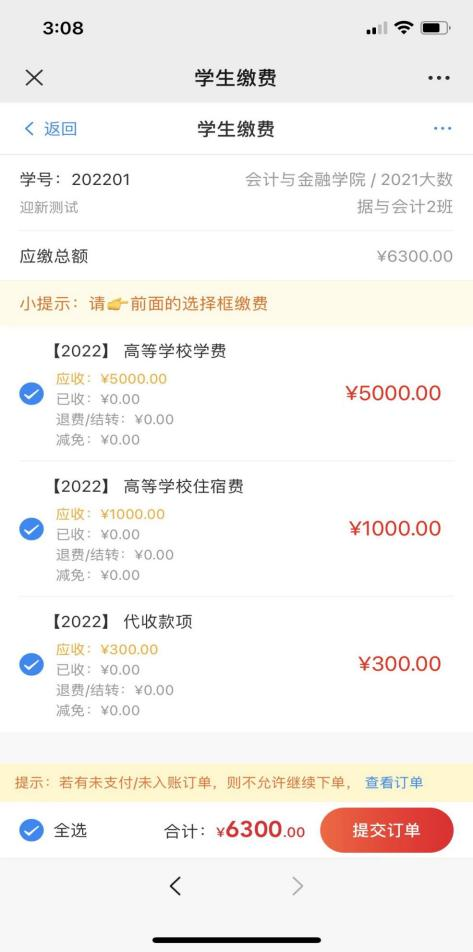 3:08
学生缴费
返回
学生缴费
学号：202201
会计与金融学院 / 2021大数
迎新测试
据与会计2班
应缴总额
¥6300.00
小提示：请👉前面的选择框缴费
【2022】 高等学校学费
应收：¥5000.00
已收：¥0.00
¥5000.00
退费/结转：¥0.00
减免：¥0.00
【2022】 高等学校住宿费
应收：¥1000.00
已收：¥0.00
¥1000.00
退费/结转：¥0.00
减免：¥0.00
【2022】 代收款项
应收：¥300.00
已收：¥0.00
¥300.00
退费/结转：¥0.00
减免：¥0.00
提示：若有未支付/未入账订单，则不允许继续下单， 查看订单
全选
合计：¥6300.00
提交订单